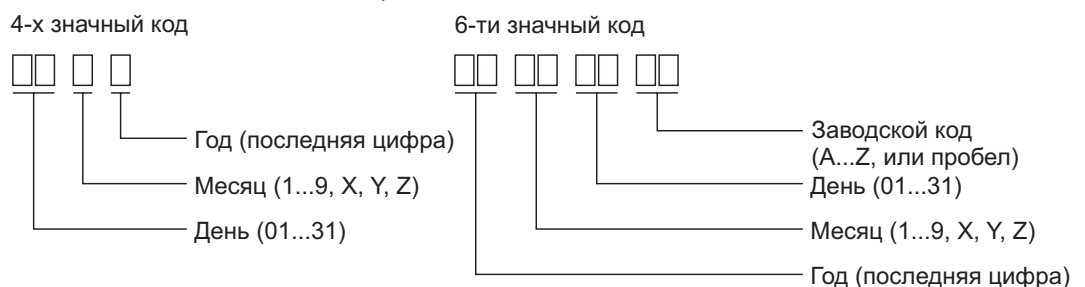 4-х значный код
Год (последняя цифра)
Месяц (1...9, X, Y, Z)
День (01...31)
6-ти значный код
Заводской код
(A...Z, или пробел)
День (01...31)
Месяц (1...9, X, Y, Z)
Год (последняя цифра)